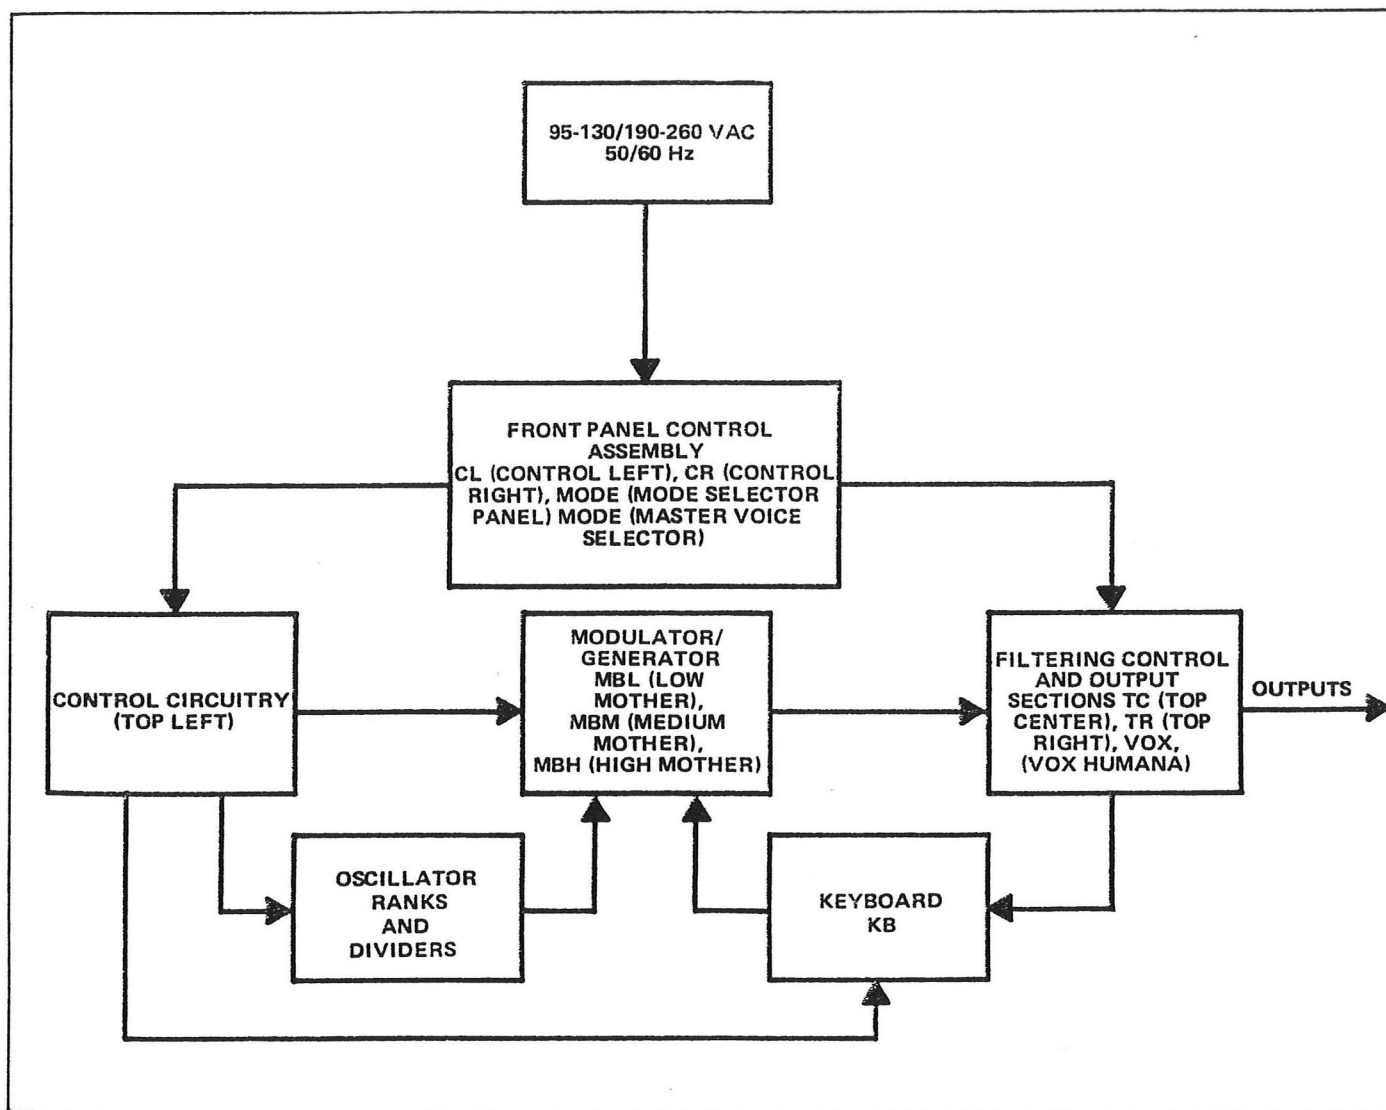 95-130/190-260 VAC
50/60 Hz
FRONT PANEL CONTROL
ASSEMBLY
CL (CONTROL LEFT), CR (CONTROL
RIGHT), MODE (MODE SELECTOR
PANEL) MODE (MASTER VOICE
SELECTOR)
CONTROL CIRCUITRY
(TOP LEFT)
MODULATOR/
GENERATOR
MBL (LOW
MOTHER),
MBM (MEDIUM
MOTHER),
MBH (HIGH MOTHER)
FILTERING CONTROL
AND OUTPUT
SECTIONS TC (TOP
CENTER), TR (TOP
RIGHT), VOX,
(VOX HUMANA)
OUTPUTS
OSCILLATOR
RANKS
AND
DIVIDERS
KEYBOARD
KB